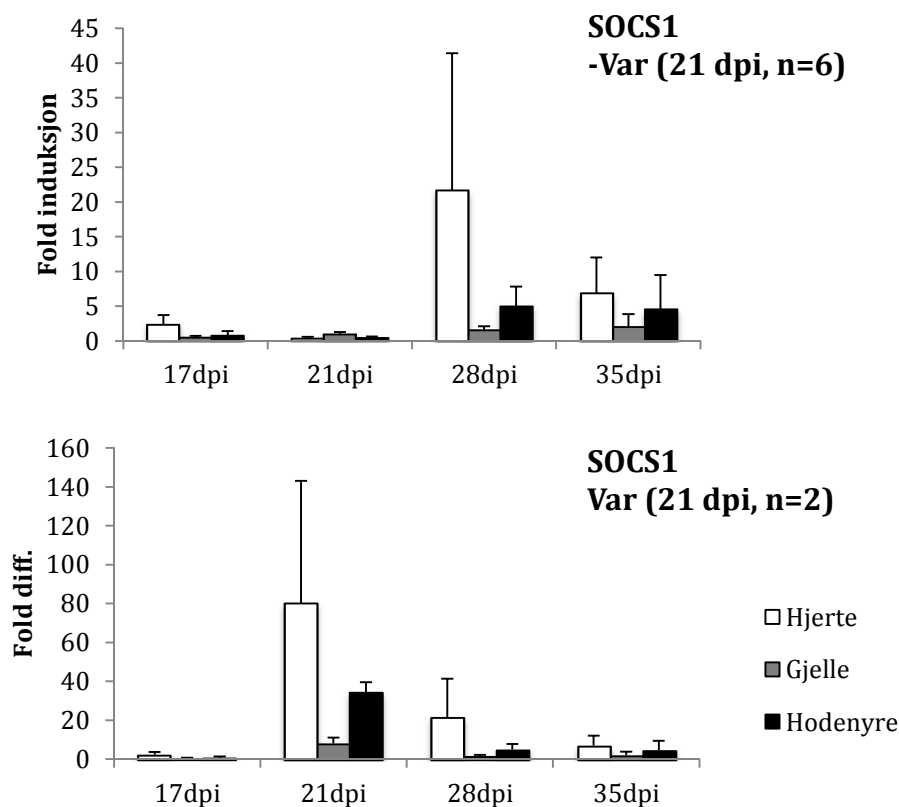 SOCS1
-Var (21 dpi, n=6)
Fold induksjon
45
40
35
30
25
20
15
10
5
0
17dpi 21dpi 28dpi 35dpi
SOCS1
Var (21 dpi, n=2)
Fold diff.
160
140
120
100
80
60
40
20
0
17dpi 21dpi 28dpi 35dpi
Hjerte
Gjelle
Hodenyre